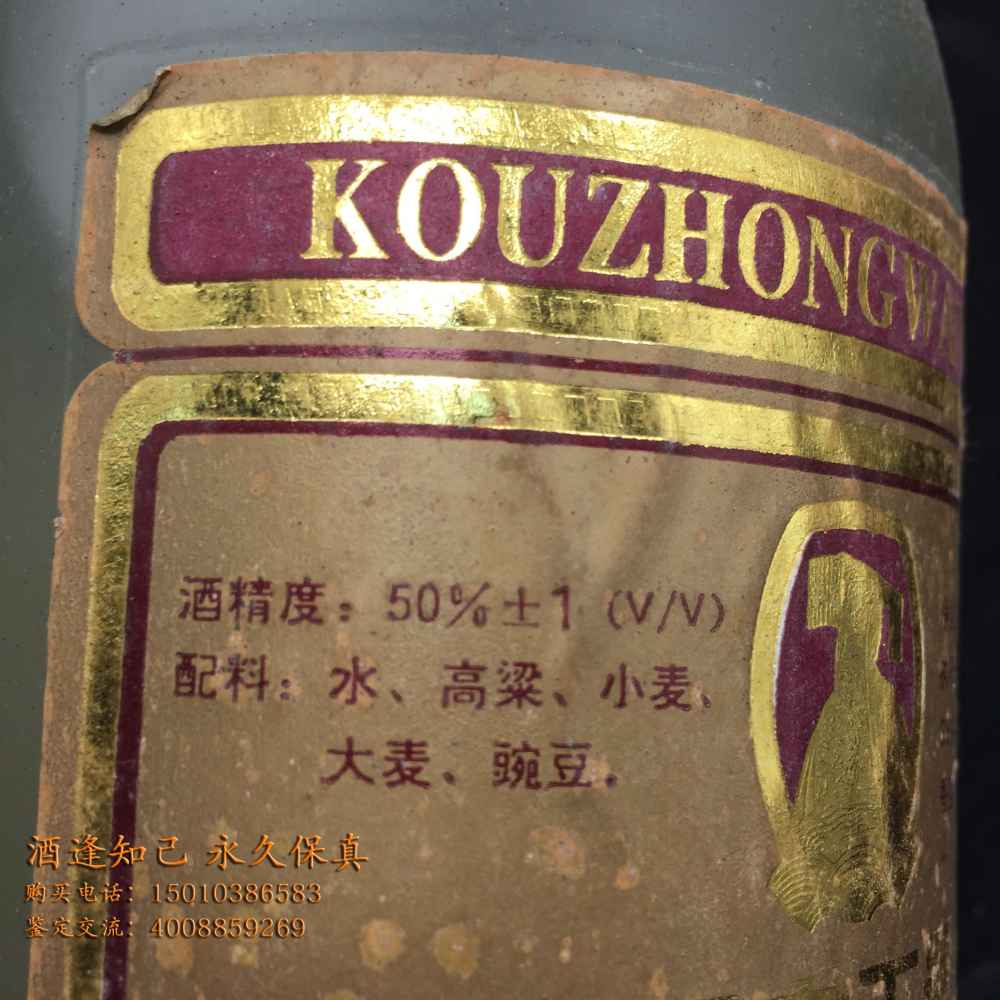 KOUZHONGWA
酒精度：50%±1 (V/V)
配料：水、高粱、小麦、
大麦、豌豆.
酒逢知己 永久保真
购买电话：15010386583
鉴定交流：4008859269